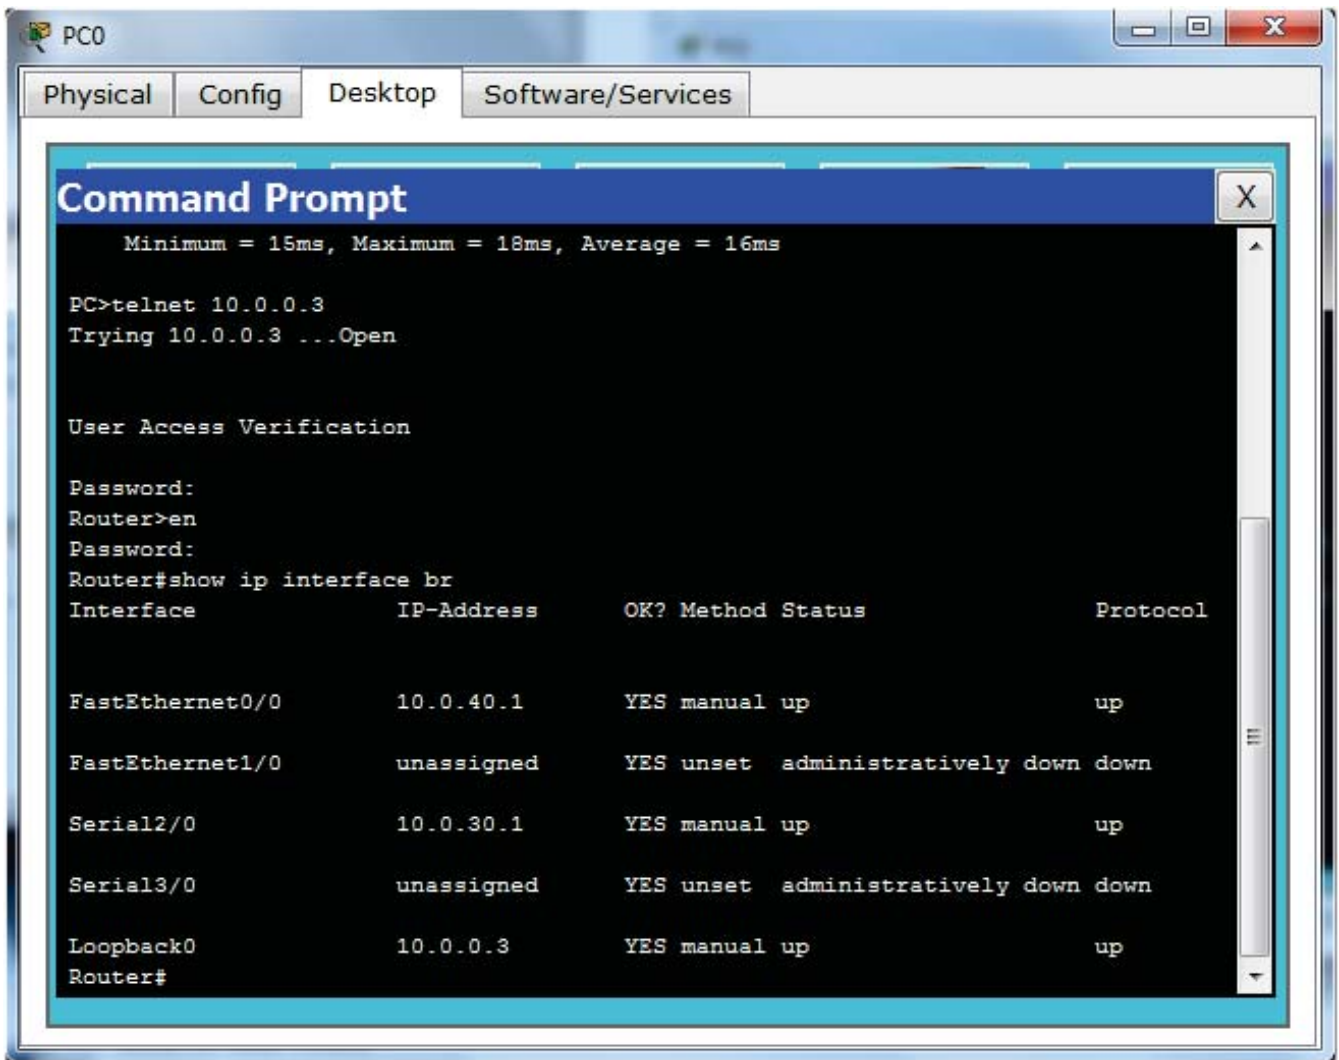 PC0
Physical Config Desktop Software/Services
Command Prompt X
Minimum = 15ms, Maximum = 18ms, Average = 16ms
PC>telnet 10.0.0.3
Trying 10.0.0.3 ...Open
User Access Verification
Password:
Router>en
Password:
Router#show ip interface br
Interface IP-Address OK? Method Status Protocol
FastEthernet0/0 10.0.40.1 YES manual up up
FastEthernet1/0 unassigned YES unset administratively down down
Serial2/0 10.0.30.1 YES manual up up
Serial3/0 unassigned YES unset administratively down down
Loopback0 10.0.0.3 YES manual up up
Router#